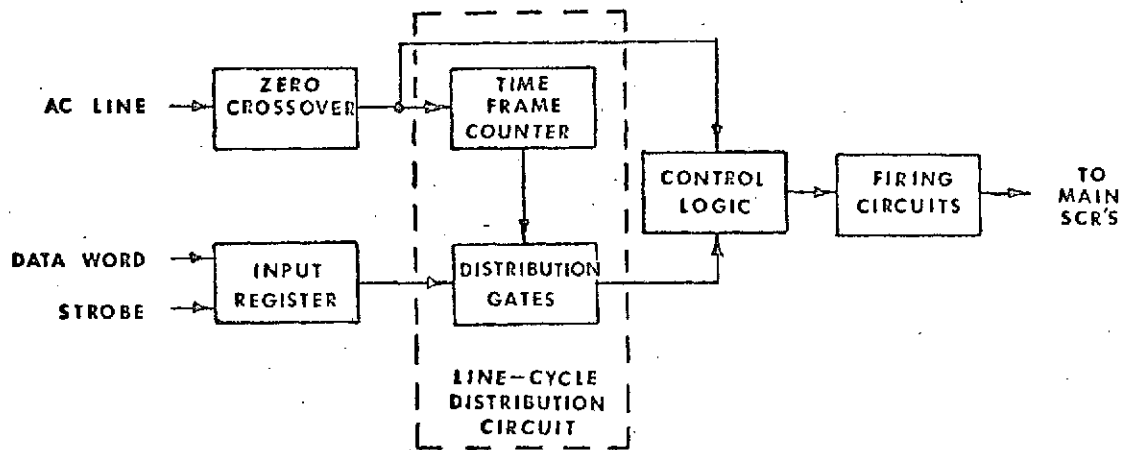 AC LINE
ZERO
CROSSOVER
TIME
FRAME
COUNTER
CONTROL
LOGIC
FIRING
CIRCUITS
TO
MAIN
SCR'S
DATA WORD
STROBE
INPUT
REGISTER
DISTRIBUTION
GATES
LINE-CYCLE
DISTRIBUTION
CIRCUIT